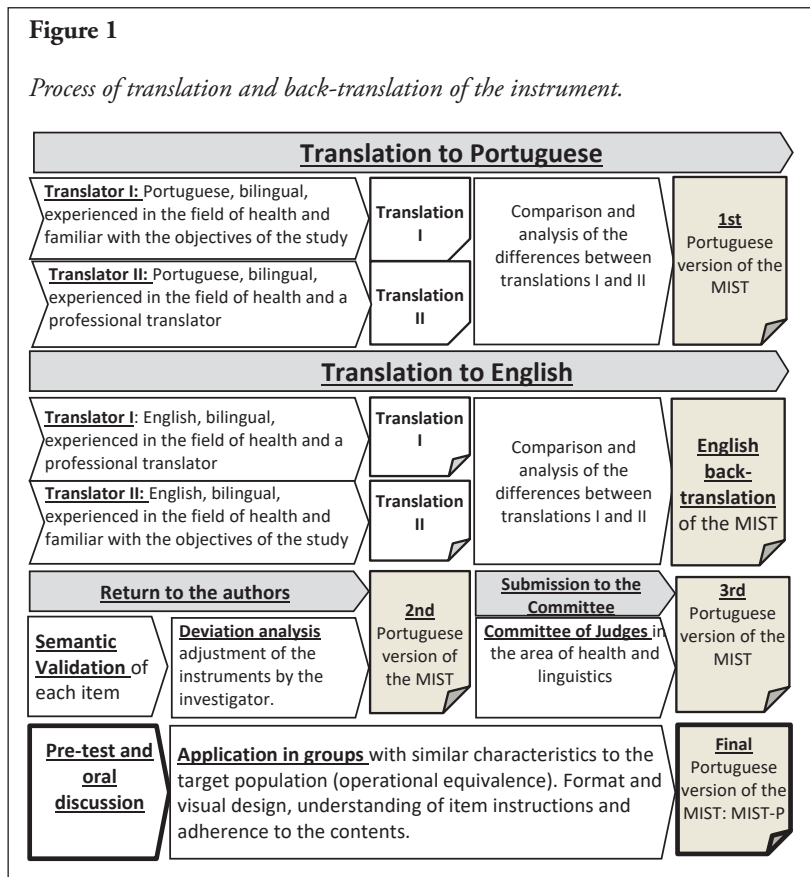 Figure 1
Process of translation and back-translation of the instrument.
Translation to Portuguese
Translator I: Portuguese, bilingual,
experienced in the field of health and
familiar with the objectives of the study
Translation
I
Translator II: Portuguese, bilingual,
experienced in the field of health and a
professional translator
Translation
II
Comparison and
analysis of the
differences between
translations I and II
1st
Portuguese
version of the
MIST
Translation to English
Translator I: English, bilingual,
experienced in the field of health and a
professional translator
Translation
I
Translator II: English, bilingual,
experienced in the field of health and
familiar with the objectives of the study
Translation
II
Comparison and
analysis of the
differences between
translations I and II
English
back-
translation
of the MIST
Return to the authors
Semantic
Validation of
each item
Deviation analysis
adjustment of the
instruments by the
investigator.
2nd
Portuguese
version of
the MIST
Submission to the
Committee
Committee of Judges in
the area of health and
linguistics
3rd
Portuguese
version of the
MIST
Pre-test and
oral
discussion
Application in groups with similar characteristics to the
target population (operational equivalence). Format and
visual design, understanding of item instructions and
adherence to the contents.
Final
Portuguese
version of the
MIST: MIST-P